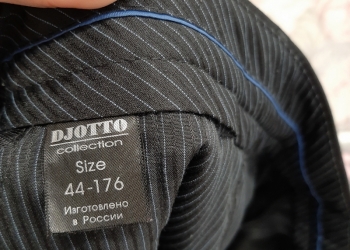 DJOTTO
collection
Size
44-176
Изготовлено
в России